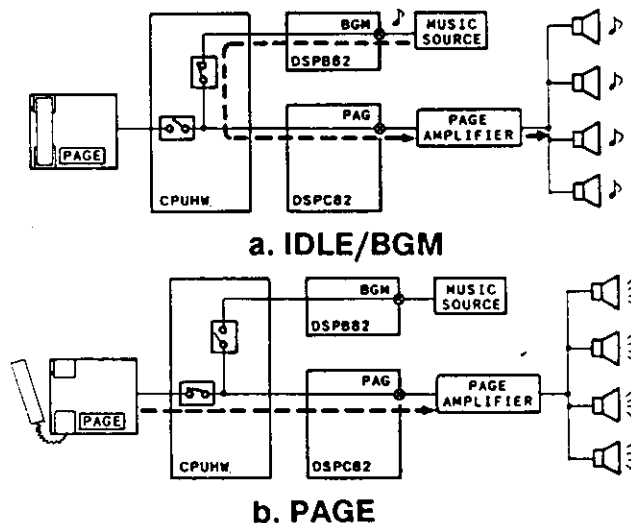 BGM
MUSIC
SOURCE
DSPB82
PAGE
PAG
PAGE
AMPLIFIER
CPUHW
DSPC82
a. IDLE/BGM
BGM
MUSIC
SOURCE
DSPB82
PAGE
PAG
PAGE
AMPLIFIER
CPUHW
DSPC82
b. PAGE